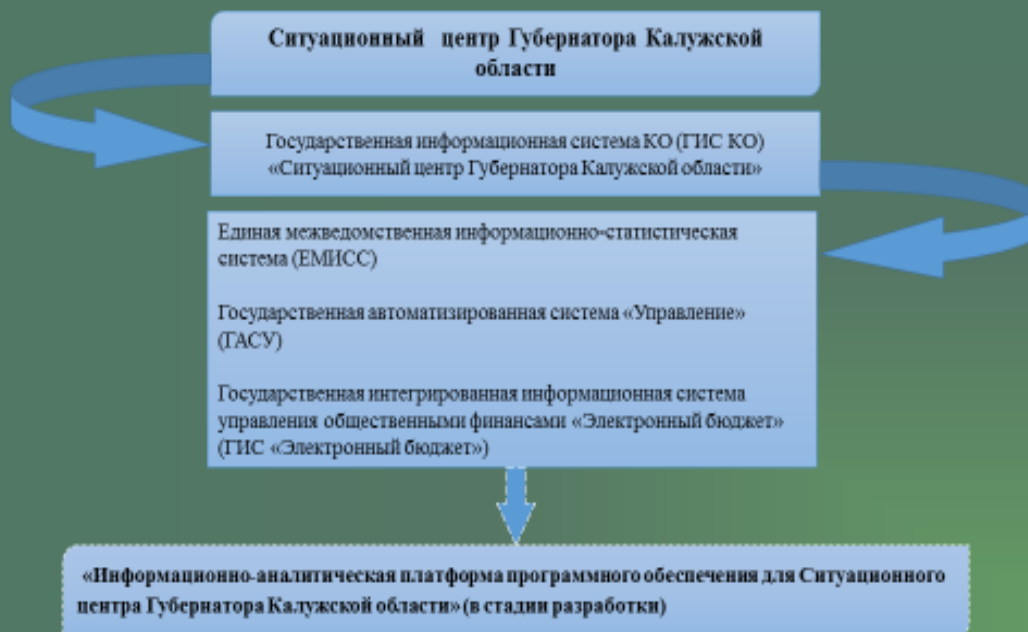 Ситуационный центр Губернатора Калужской
области
Государственная информационная система КО (ГИС КО)
«Ситуационный центр Губернатора Калужской области»
Единая межведомственная информационно-статистическая
система (ЕМИСС)
Государственная автоматизированная система «Управление»
(ГАСУ)
Государственная интегрированная информационная система
управления общественными финансами «Электронный бюджет»
(ГИС «Электронный бюджет»)
«Информационно-аналитическая платформа программного обеспечения для Ситуационного
центра Губернатора Калужской области» (в стадии разработки)